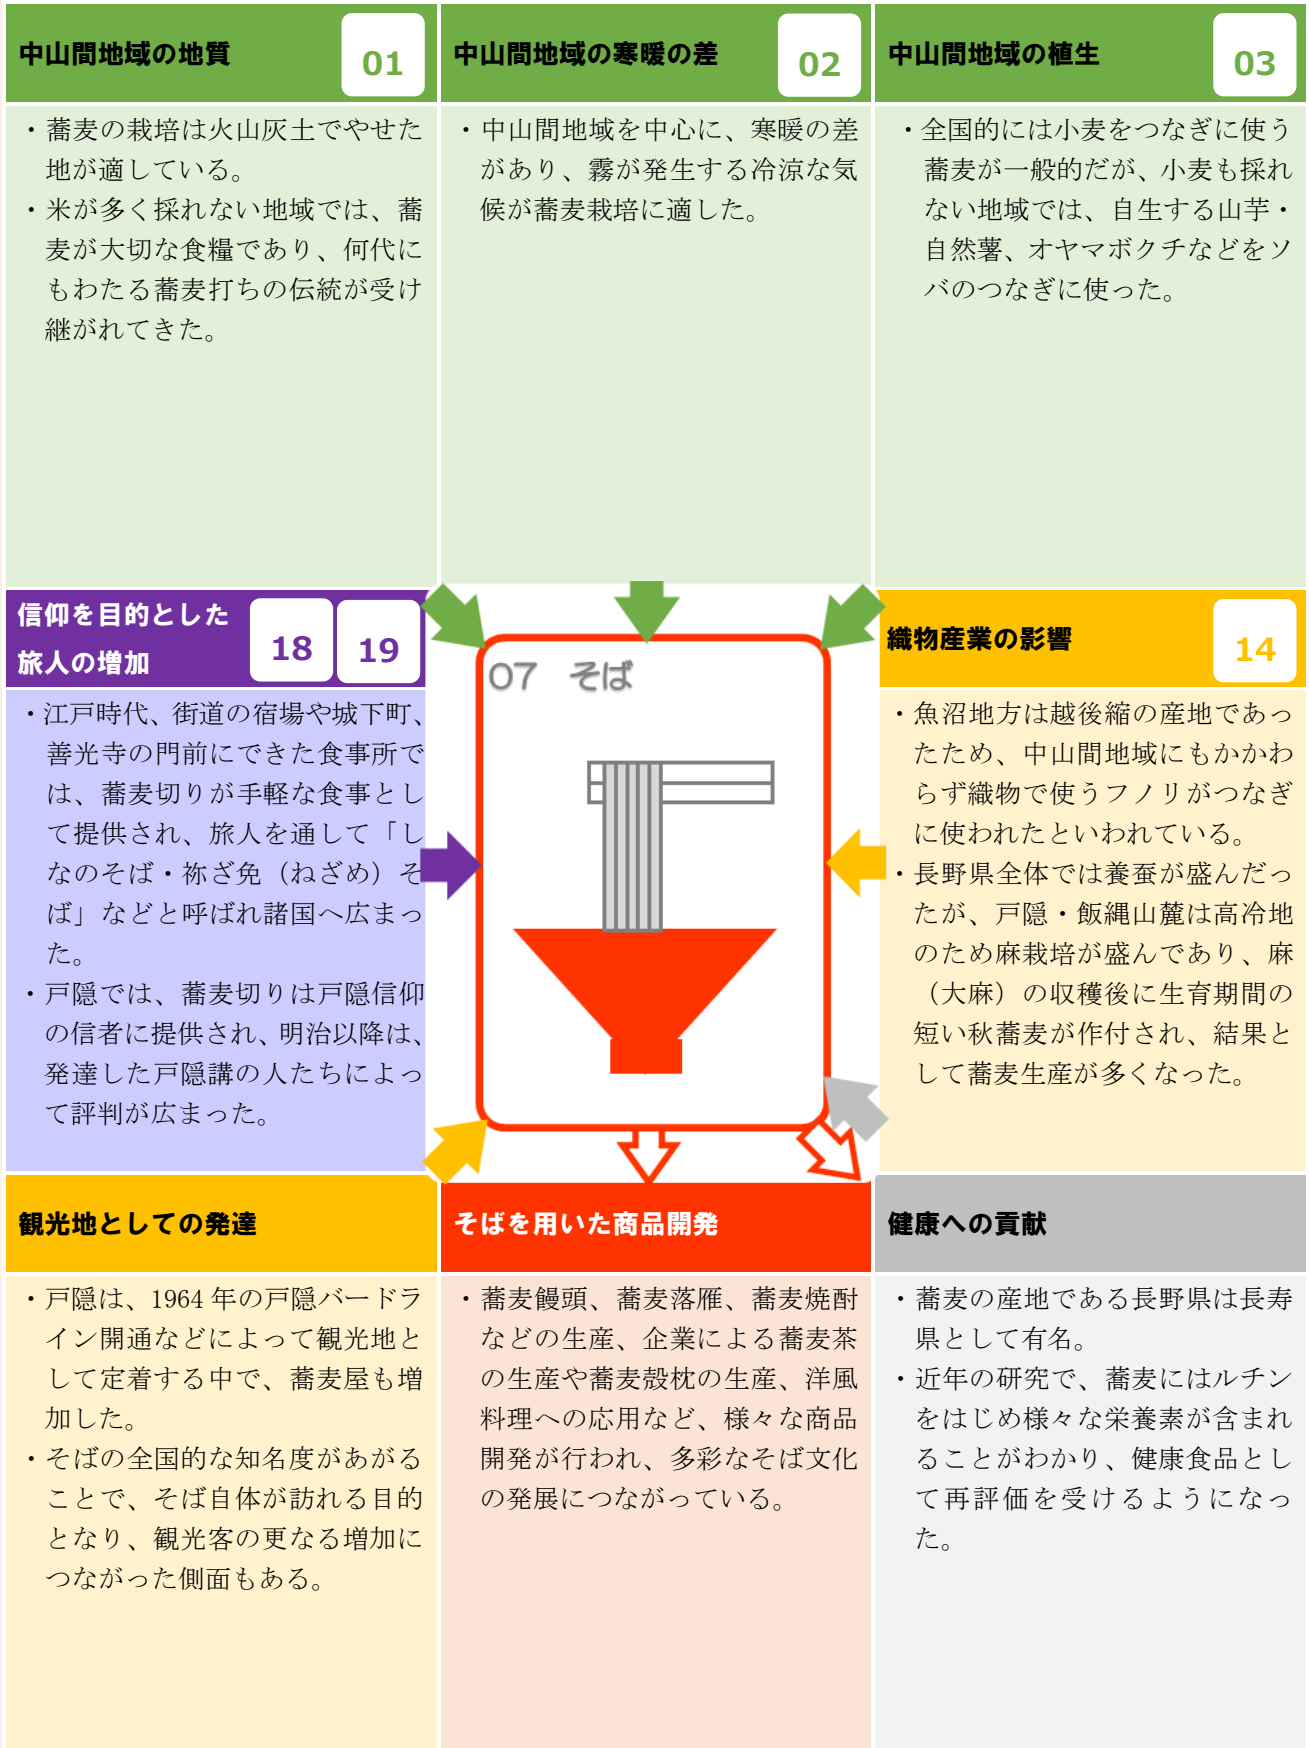 中山間地域の地質
01
・蕎麦の栽培は火山灰土でやせた
地が適している。
・米が多く採れない地域では、蕎
麦が大切な食糧であり、何代に
もわたる蕎麦打ちの伝統が受け
継がれてきた。
中山間地域の寒暖の差
02
・中山間地域を中心に、寒暖の差
があり、霧が発生する冷涼な気
候が蕎麦栽培に適した。
中山間地域の植生
03
・全国的には小麦をつなぎに使う
蕎麦が一般的だが、小麦も採れ
ない地域では、自生する山芋・
自然薯、オヤマボクチなどをソ
バのつなぎに使った。
信仰を目的とした
旅人の増加
18
19
・江戸時代、街道の宿場や城下町、
善光寺の門前にできた食事所で
は、蕎麦切りが手軽な食事とし
て提供され、旅人を通して「し
なのそば・祢ざ免（ねざめ）そ
ば」などと呼ばれ諸国へ広まっ
た。
・戸隠では、蕎麦切りは戸隠信仰
の信者に提供され、明治以降は、
発達した戸隠講の人たちによっ
て評判が広まった。
07 そば
織物産業の影響
14
・魚沼地方は越後縮の産地であっ
たため、中山間地域にもかかわ
らず織物で使うフノリがつなぎ
に使われたといわれている。
・長野県全体では養蚕が盛んだっ
たが、戸隠・飯縄山麓は高冷地
のため麻栽培が盛んであり、麻
（大麻）の収穫後に生育期間の
短い秋蕎麦が作付され、結果と
して蕎麦生産が多くなった。
観光地としての発達
・戸隠は、1964年の戸隠バードラ
イン開通などによって観光地と
して定着する中で、蕎麦屋も増
加した。
・そばの全国的な知名度があがる
ことで、そば自体が訪れる目的
となり、観光客の更なる増加に
つながった側面もある。
そばを用いた商品開発
・蕎麦饅頭、蕎麦落雁、蕎麦焼酎
などの生産、企業による蕎麦茶
の生産や蕎麦殻枕の生産、洋風
料理への応用など、様々な商品
開発が行われ、多彩なそば文化
の発展につながっている。
健康への貢献
・蕎麦の産地である長野県は長寿
県として有名。
・近年の研究で、蕎麦にはルチン
をはじめ様々な栄養素が含まれ
ることがわかり、健康食品とし
て再評価を受けるようになっ
た。